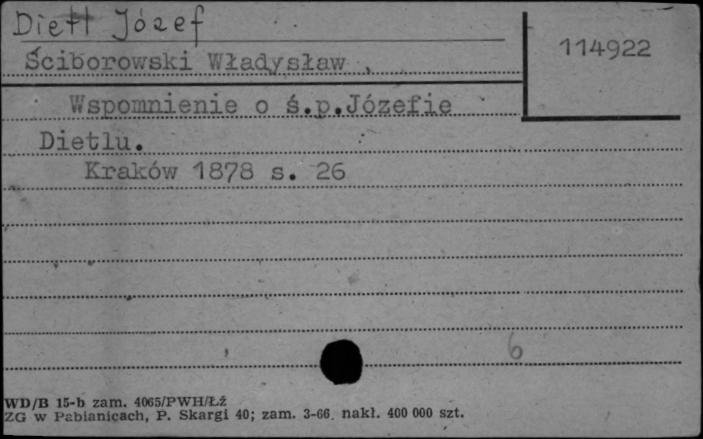 Dietl Józef
114922
Ściborowski Władysław
Wspomnienie o ś.p.Józefie
Dietlu.
Kraków 1878 s. 26
6
WD/B 15-b zam. 4065/PWH/Łź
ZG w Pabianicach, P. Skargi 40; zam. 3-66. nakł. 400 000 szt.